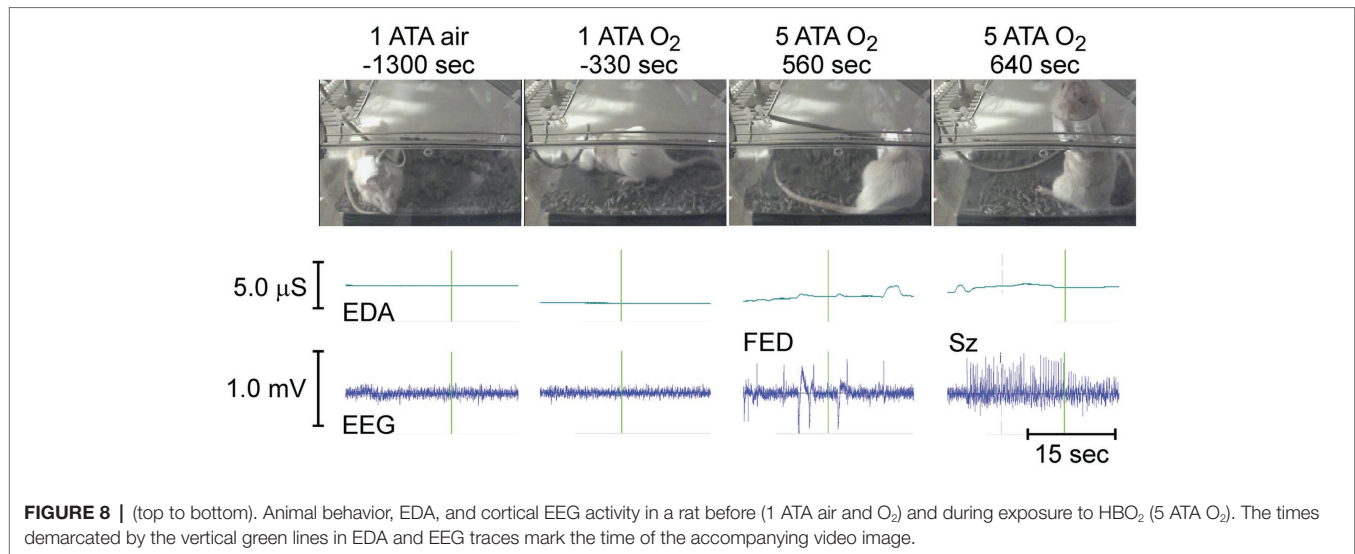 1 ATA air
-1300 sec
1 ATA O₂
-330 sec
5 ATA O₂
560 sec
5 ATA O₂
640 sec
5.0 μS
EDA
FED
Sz
1.0 mV
EEG
15 sec
FIGURE 8 | (top to bottom). Animal behavior, EDA, and cortical EEG activity in a rat before (1 ATA air and O₂) and during exposure to HBO₂ (5 ATA O₂). The times
demarcated by the vertical green lines in EDA and EEG traces mark the time of the accompanying video image.